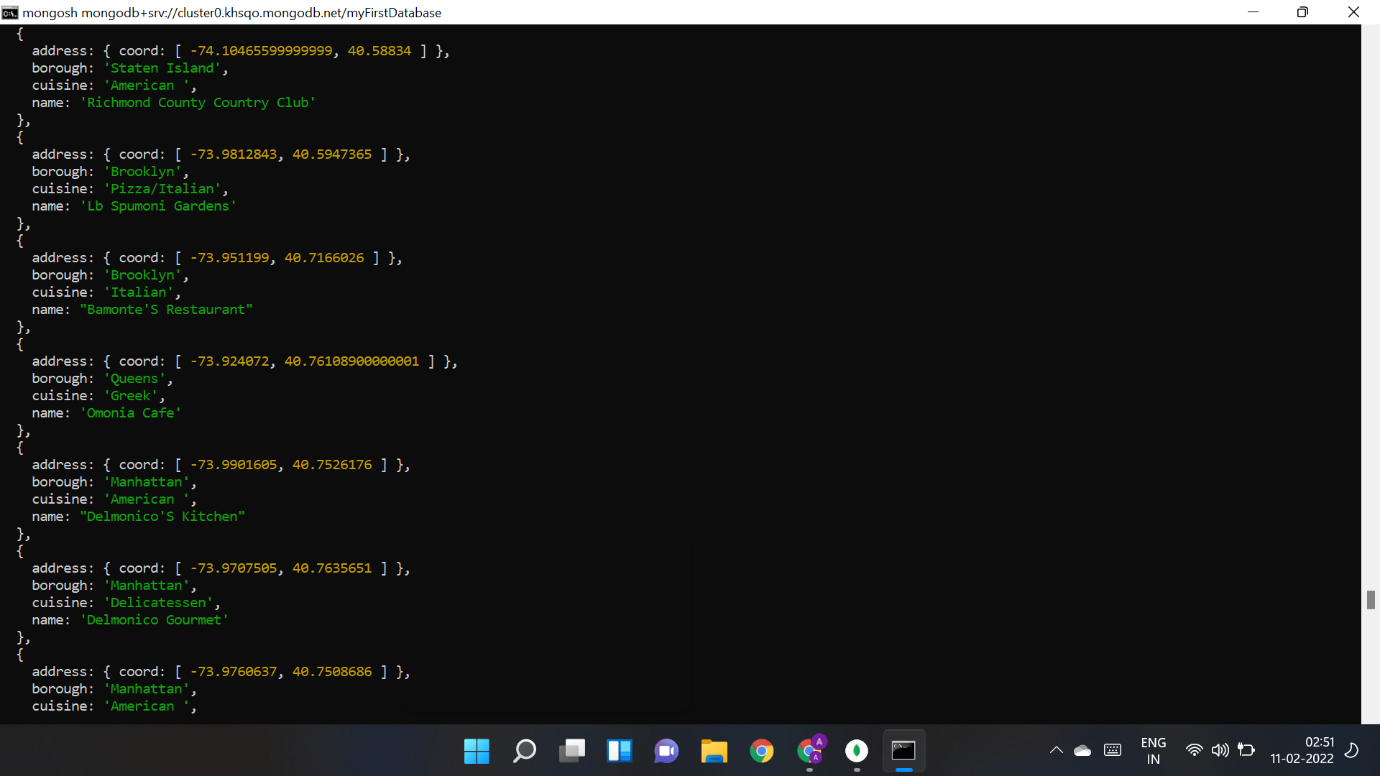 mongosh mongodb+srv://cluster0.khsqo.mongodb.net/myFirstDatabase
{
address: { coord: [ -74.10465599999999, 40.58834 ] },
borough: 'Staten Island',
cuisine: 'American ',
name: 'Richmond County Country Club'
},
{
address: { coord: [ -73.9812843, 40.5947365 ] },
borough: 'Brooklyn',
cuisine: 'Pizza/Italian',
name: 'Lb Spumoni Gardens'
},
{
address: { coord: [ -73.951199, 40.7166026 ] },
borough: 'Brooklyn',
cuisine: 'Italian',
name: "Bamonte'S Restaurant"
},
{
address: { coord: [ -73.924072, 40.76108900000001 ] },
borough: 'Queens',
cuisine: 'Greek',
name: 'Omonia Cafe'
},
{
address: { coord: [ -73.9901605, 40.7526176 ] },
borough: 'Manhattan',
cuisine: 'American ',
name: "Delmonico'S Kitchen"
},
{
address: { coord: [ -73.9707505, 40.7635651 ] },
borough: 'Manhattan',
cuisine: 'Delicatessen',
name: 'Delmonico Gourmet'
},
{
address: { coord: [ -73.9760637, 40.7508686 ] },
borough: 'Manhattan',
cuisine: 'American ',
A
A
ENG
IN
02:51
11-02-2022